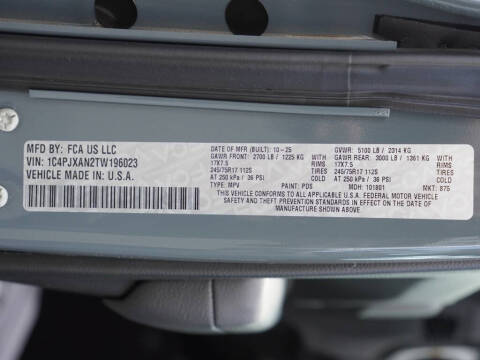 MFD BY: FCA US LLC
VIN: 1C4PJXAN2TW196023
VEHICLE MADE IN: U.S.A.
DATE OF MFR (BUILT): 10-25 GVWR: 5100 LB / 2314 KG
GAWR FRONT: 2700 LB / 1225 KG WITH GAWR REAR: 3000 LB / 1361 KG WITH
17X7.5 RIMS 17X7.5 RIMS
245/75R17 112S TIRES 245/75R17 112S TIRES
AT 250 kPa / 36 PSI COLD AT 250 kPa / 36 PSI COLD
TYPE: MPV PAINT: PDS MDH: 101801 MKT: 875
THIS VEHICLE CONFORMS TO ALL APPLICABLE U.S.A. FEDERAL MOTOR VEHICLE
SAFETY AND THEFT PREVENTION STANDARDS IN EFFECT ON THE DATE OF
MANUFACTURE SHOWN ABOVE